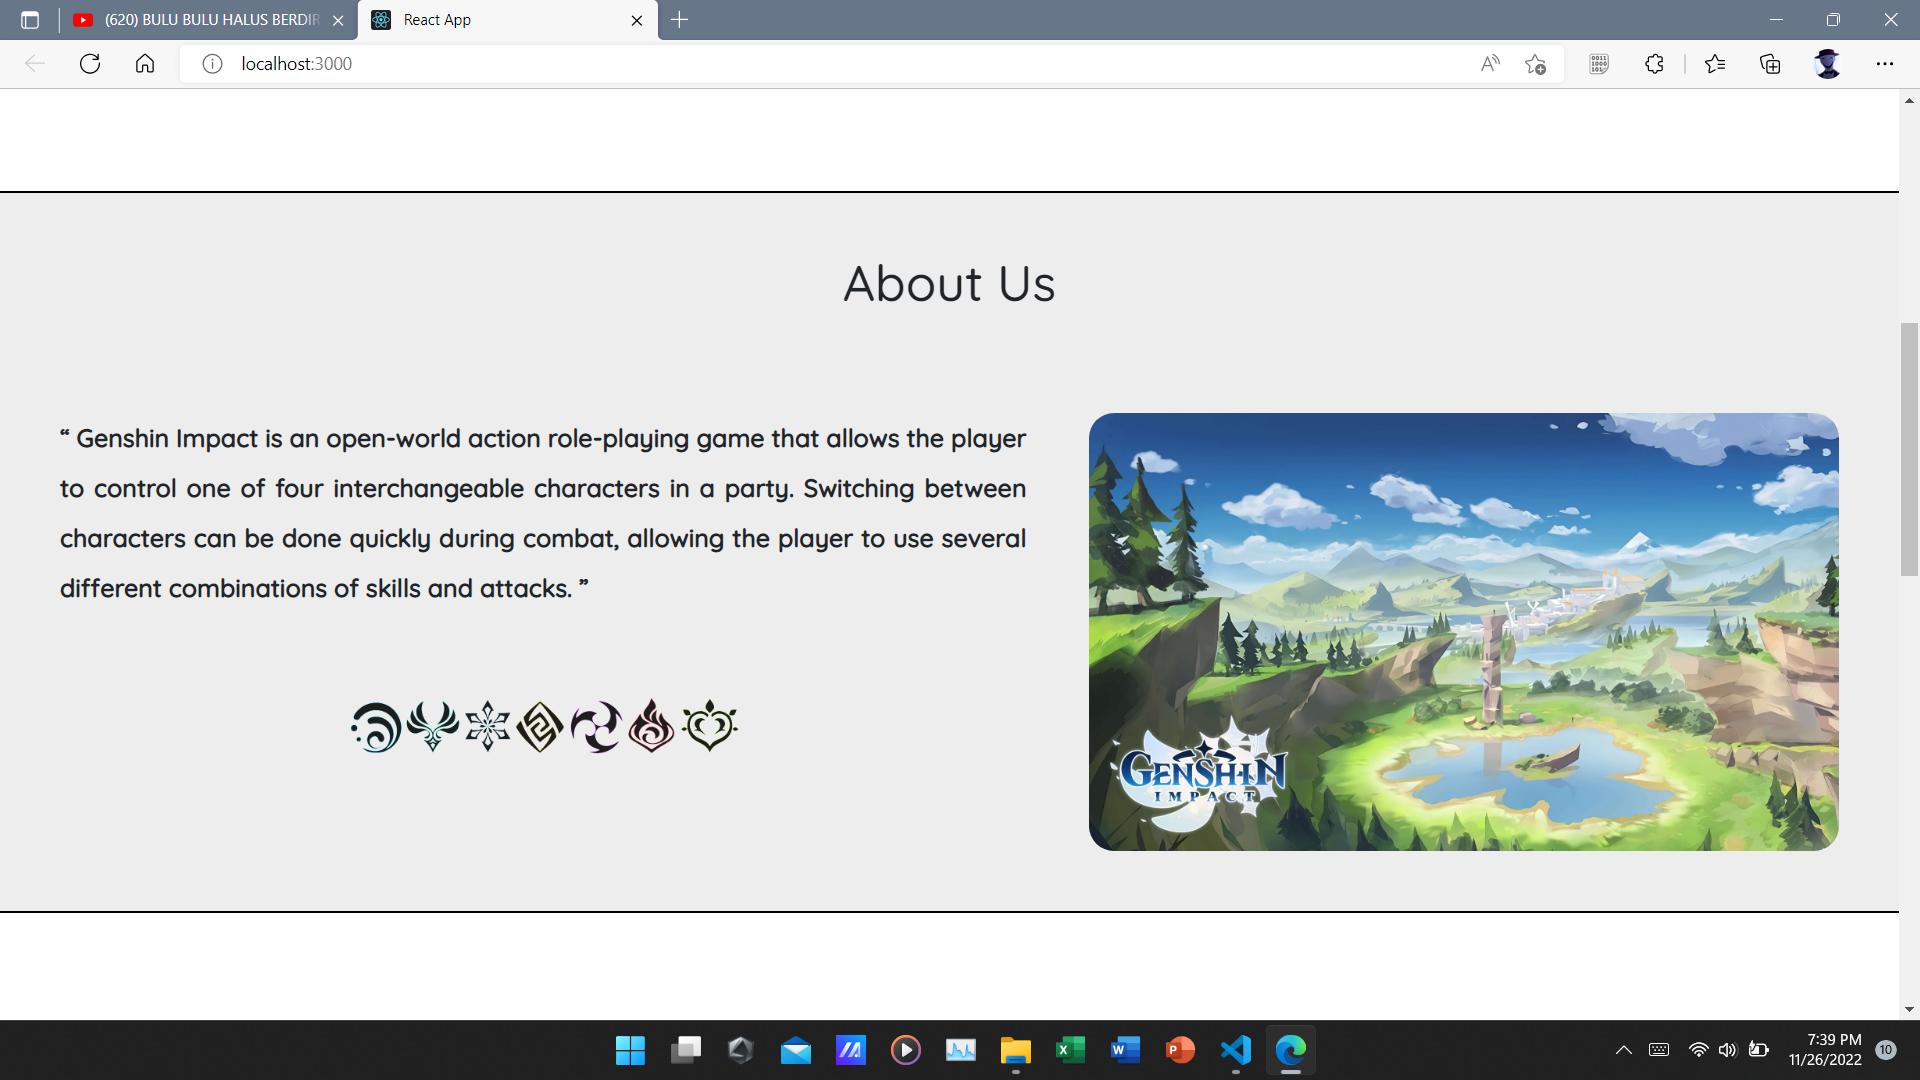 (620) BULU BULU HALUS BERDIR
React App
localhost:3000
About Us
“ Genshin Impact is an open-world action role-playing game that allows the player
to control one of four interchangeable characters in a party. Switching between
characters can be done quickly during combat, allowing the player to use several
different combinations of skills and attacks. ”
GENSHIN
IMPACT
7:39 PM
11/26/2022
10